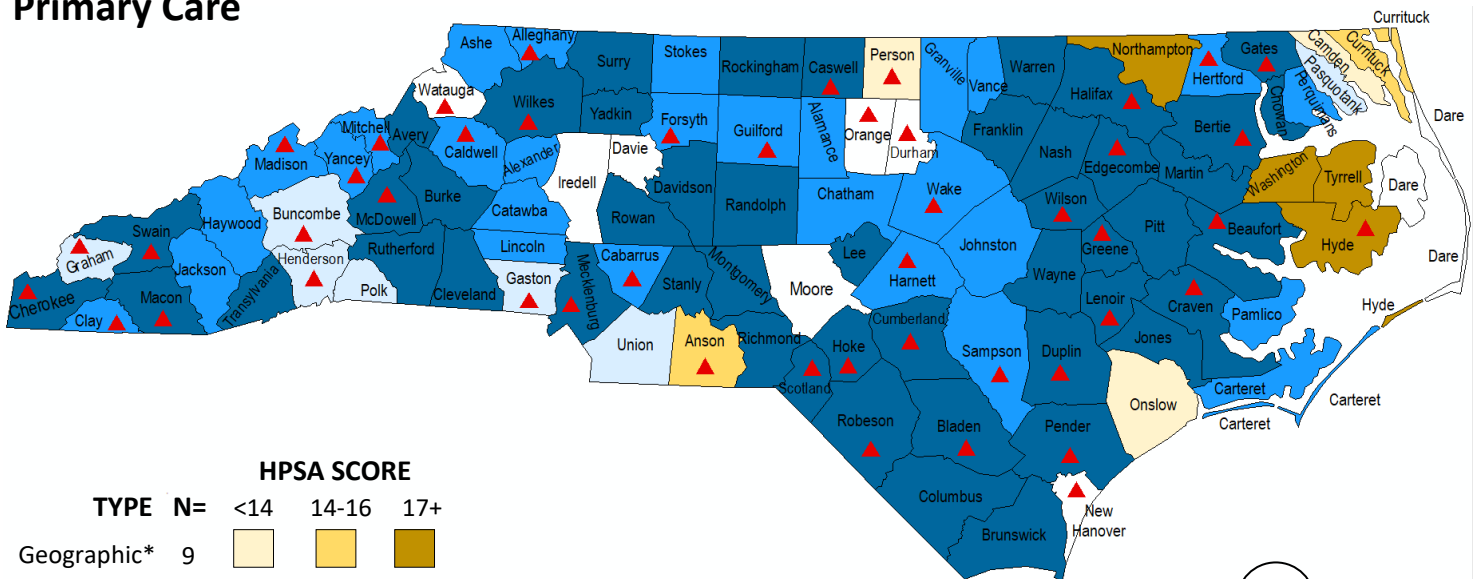 Primary Care
Currituck
Ashe
Alleghany
Surry
Stokes
Rockingham
Caswell
Person
Granville
Vance
Warren
Northampton
Hertford
Gates
Camden
Currituck
Pasquotank
Perquimans
Chowan
Watauga
Wilkes
Yadkin
Forsyth
Guilford
Alamance
Orange
Durham
Franklin
Halifax
Bertie
Dare
Mitchell
Avery
Caldwell
Alexander
Davie
Iredell
Madison
Yancey
Burke
McDowell
Catawba
Davidson
Randolph
Chatham
Wake
Nash
Edgecombe
Martin
Washington
Tyrrell
Dare
Buncombe
Haywood
Swain
Graham
Jackson
Rutherford
Lincoln
Rowan
Johnston
Wilson
Greene
Pitt
Beaufort
Hyde
Dare
Henderson
Polk
Transylvania
Cleveland
Gaston
Mecklenburg
Cabarrus
Stanly
Montgomery
Moore
Lee
Harnett
Wayne
Lenoir
Craven
Pamlico
Hyde
Cherokee
Clay
Macon
Union
Anson
Richmond
Scotland
Hoke
Cumberland
Sampson
Duplin
Jones
Carteret
Carteret
Carteret
Onslow
Robeson
Bladen
Pender
Columbus
Brunswick
New
Hanover
HPSA SCORE
TYPE N= <14 14-16 17+
Geographic* 9